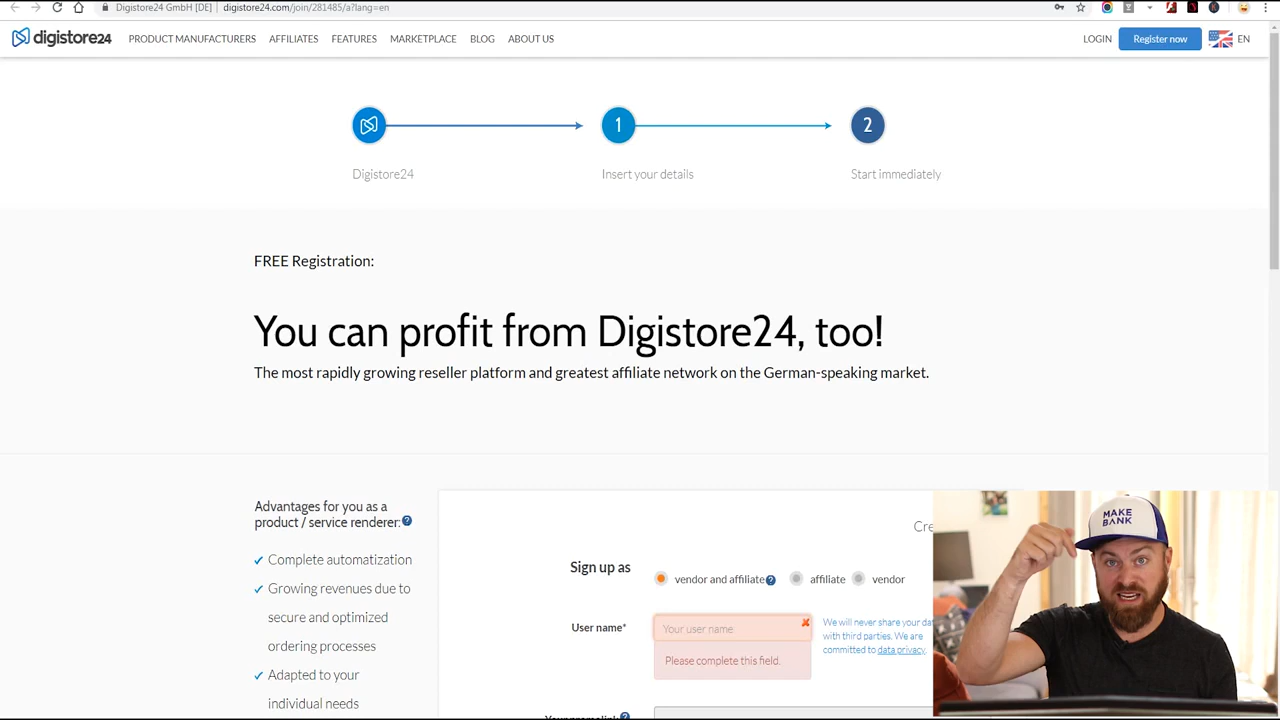 Digistore24 GmbH [DE]
digistore24.com/join/281485/a?lang=en
digistore24
PRODUCT MANUFACTURERS
AFFILIATES
FEATURES
MARKETPLACE
BLOG
ABOUT US
LOGIN
Register now
EN
1
2
Digistore24
Insert your details
Start immediately
FREE Registration:
You can profit from Digistore24, too!
The most rapidly growing reseller platform and greatest affiliate network on the German-speaking market.
Advantages for you as a
product / service renderer:
?
Complete automatization
Growing revenues due to
secure and optimized
ordering processes
Adapted to your
individual needs
Cre
Sign up as
vendor and affiliate
?
affiliate
vendor
User name*
Your user name
Please complete this field.
We will never share your da
with third parties. We are
committed to data privacy.
MAKE
BANK